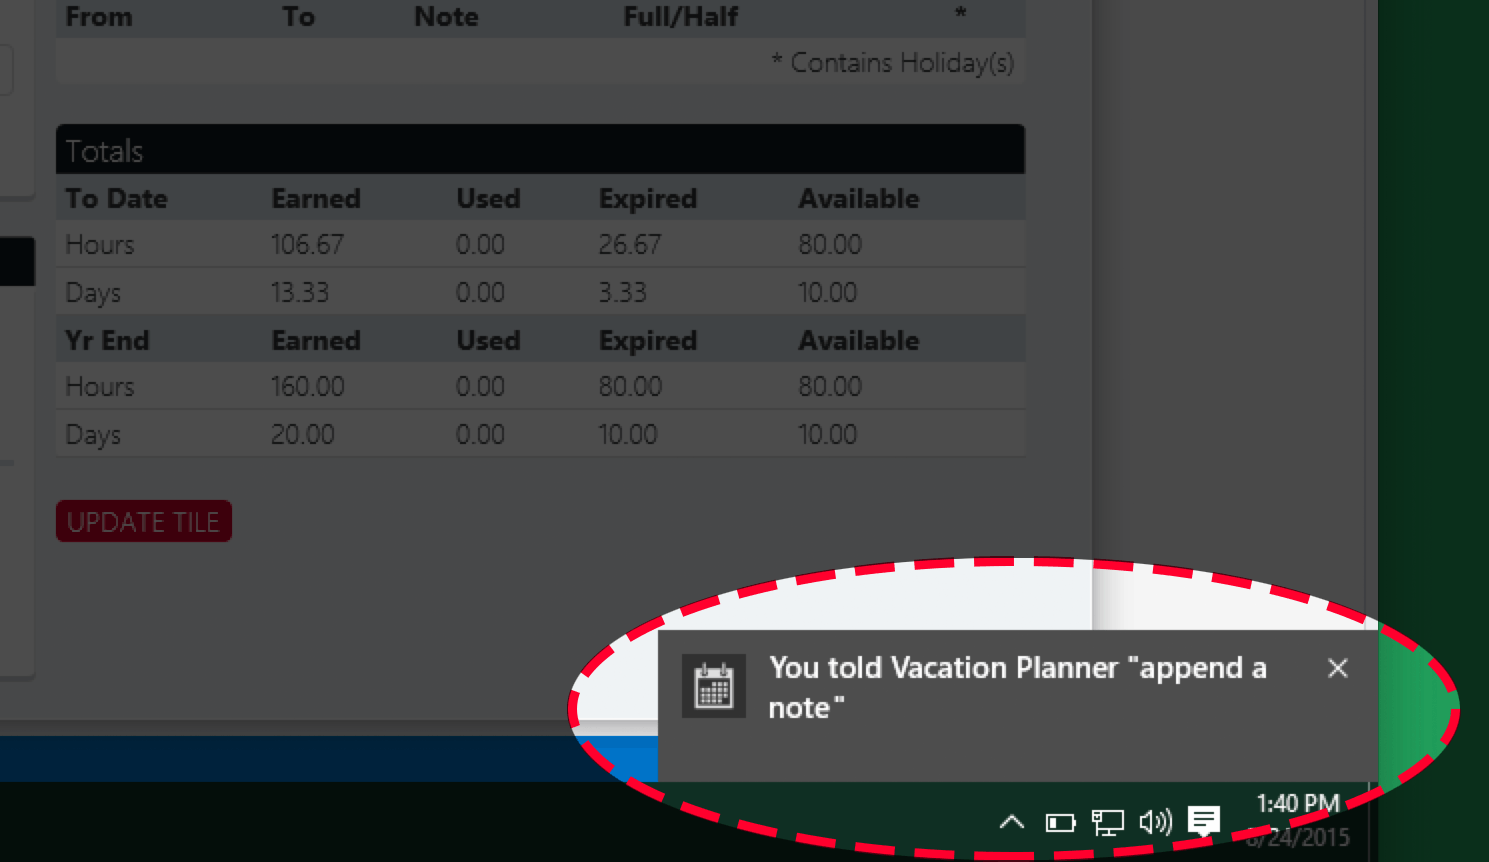 From To Note Full/Half *
* Contains Holiday(s)
Totals
To Date Earned Used Expired Available
Hours 106.67 0.00 26.67 80.00
Days 13.33 0.00 3.33 10.00
Yr End Earned Used Expired Available
Hours 160.00 0.00 80.00 80.00
Days 20.00 0.00 10.00 10.00
UPDATE TILE
You told Vacation Planner "append a
note"
1:40 PM
8/24/2015